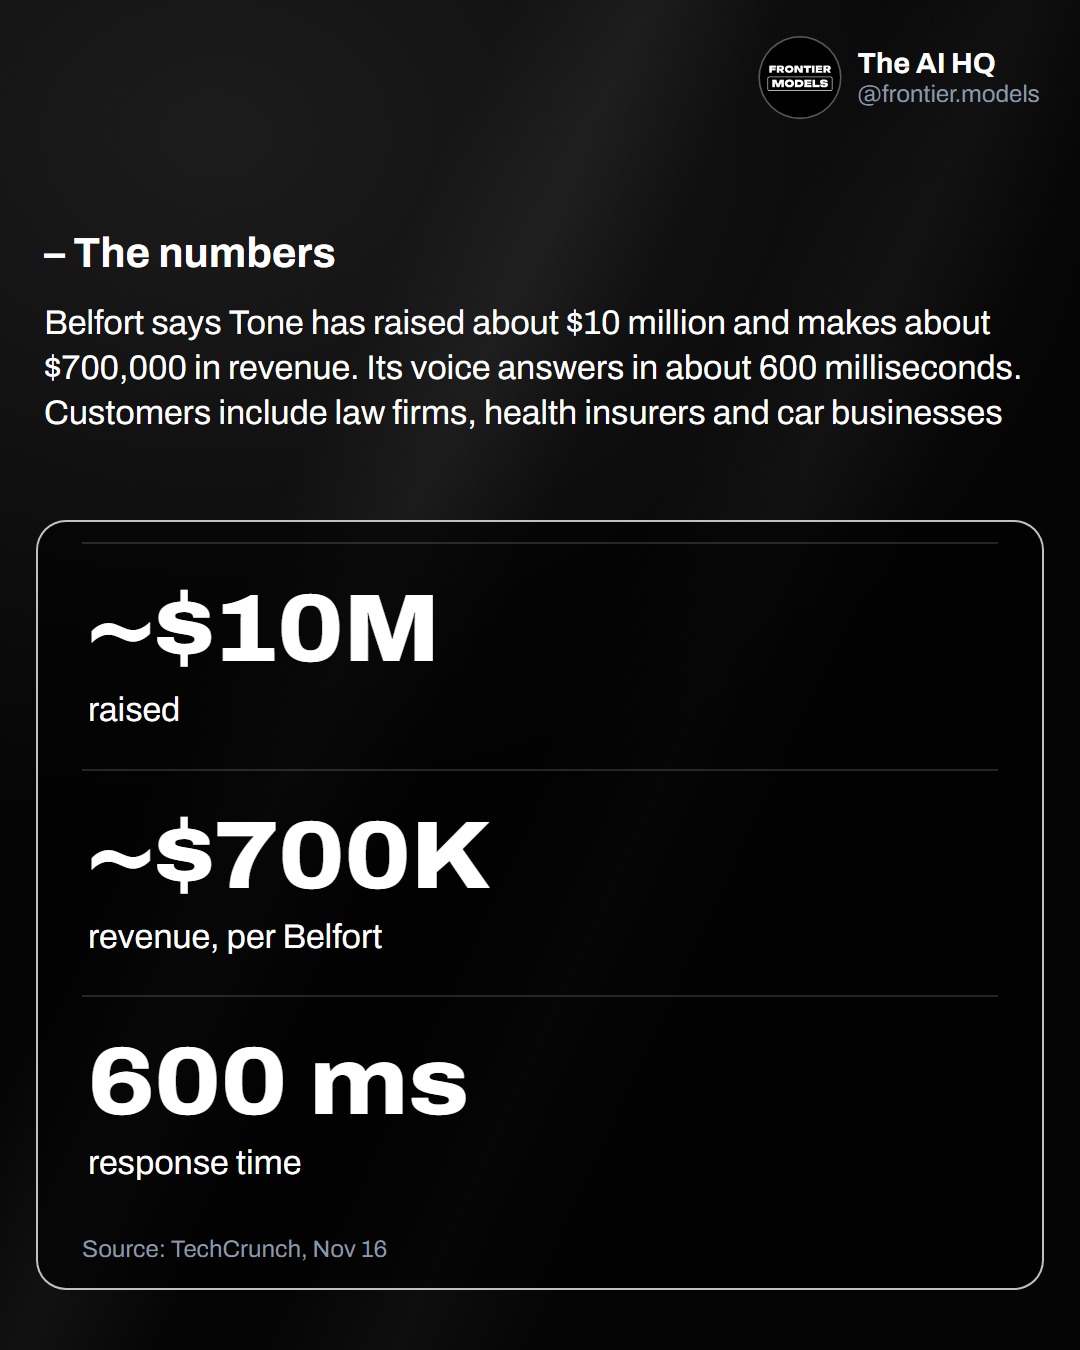 FRONTIER
MODELS
The AI HQ
@frontier.models
– The numbers
Belfort says Tone has raised about $10 million and makes about
$700,000 in revenue. Its voice answers in about 600 milliseconds.
Customers include law firms, health insurers and car businesses
~$10M
raised
~$700K
revenue, per Belfort
600 ms
response time
Source: TechCrunch, Nov 16